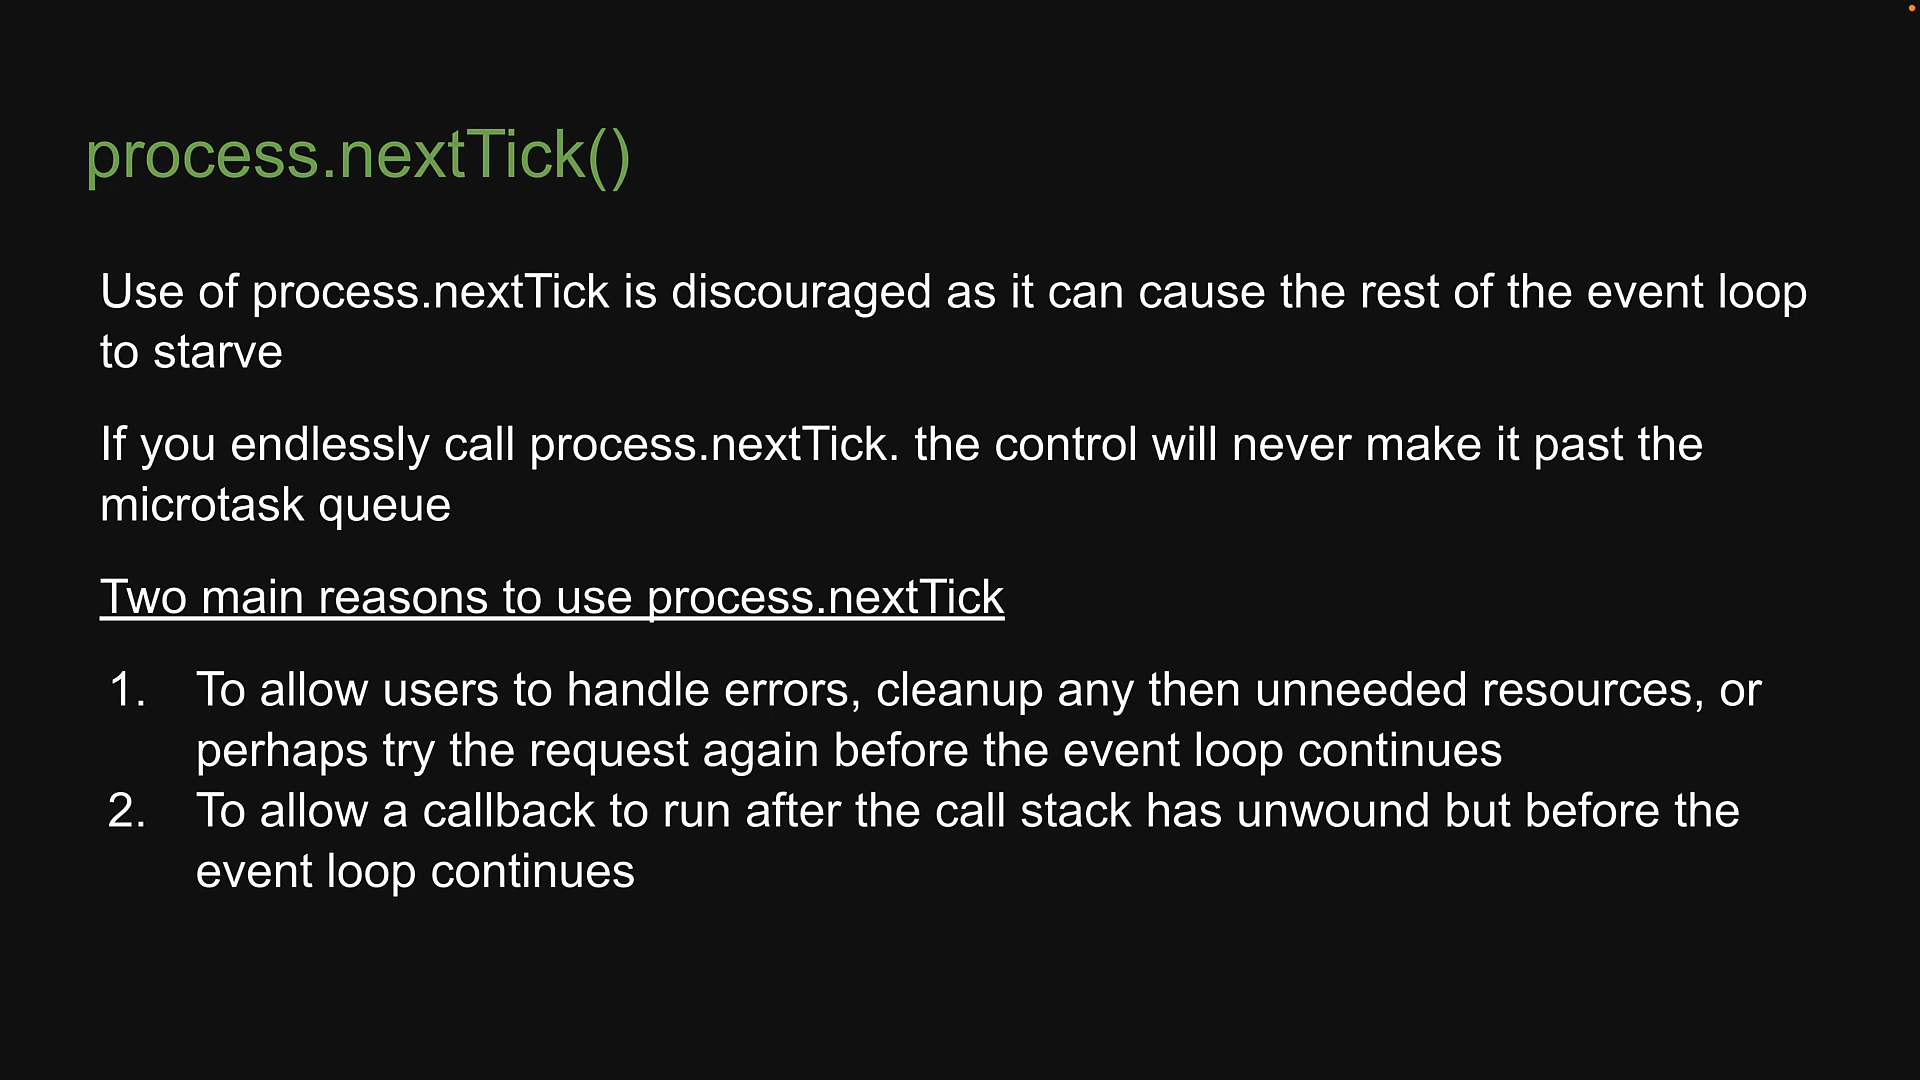 process.nextTick()
Use of process.nextTick is discouraged as it can cause the rest of the event loop
to starve
If you endlessly call process.nextTick. the control will never make it past the
microtask queue
Two main reasons to use process.nextTick
1. To allow users to handle errors, cleanup any then unneeded resources, or
perhaps try the request again before the event loop continues
2. To allow a callback to run after the call stack has unwound but before the
event loop continues